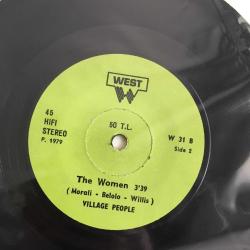 WEST
W
50 T.L.
45
HIFI
STEREO
P. 1979
W 31 B
Side 2
The Women 3'39
( Morali - Belolo - Willis )
VILLAGE PEOPLE